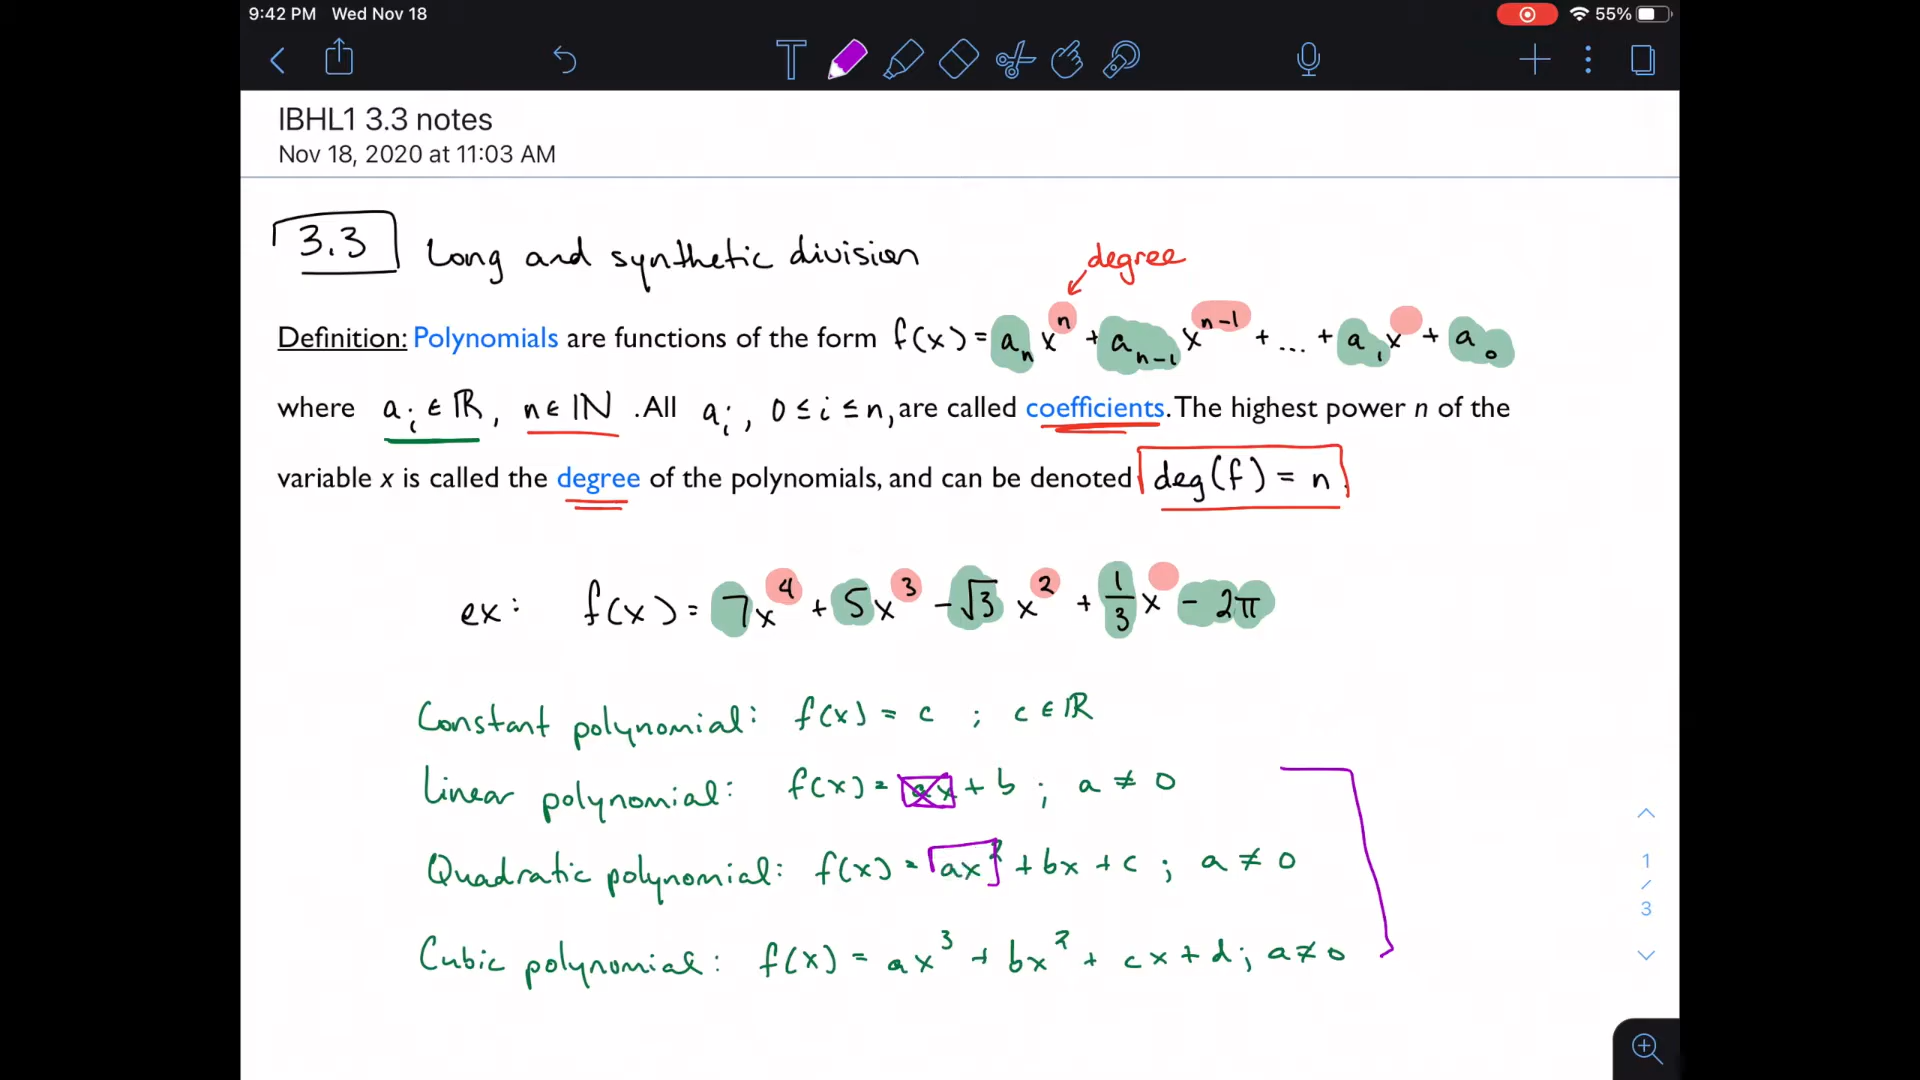 9:42 PM Wed Nov 18 55%
IBHL1 3.3 notes
Nov 18, 2020 at 11:03 AM
3.3 Long and synthetic division
degree
Definition: Polynomials are functions of the form f(x) = aₙxⁿ + aₙ₋₁xⁿ⁻¹ + ... + a₁x + a₀
where aᵢ ∈ ℝ, n ∈ ℕ. All aᵢ, 0 ≤ i ≤ n, are called coefficients. The highest power n of the
variable x is called the degree of the polynomials, and can be denoted deg(f) = n.
ex: f(x) = 7x⁴ + 5x³ - √3 x² + 1/3 x - 2π
Constant polynomial: f(x) = c ; c ∈ ℝ
Linear polynomial: f(x) = ax + b ; a ≠ 0
Quadratic polynomial: f(x) = ax² + bx + c ; a ≠ 0
Cubic polynomial: f(x) = ax³ + bx² + cx + d; a ≠ 0
1
/
3